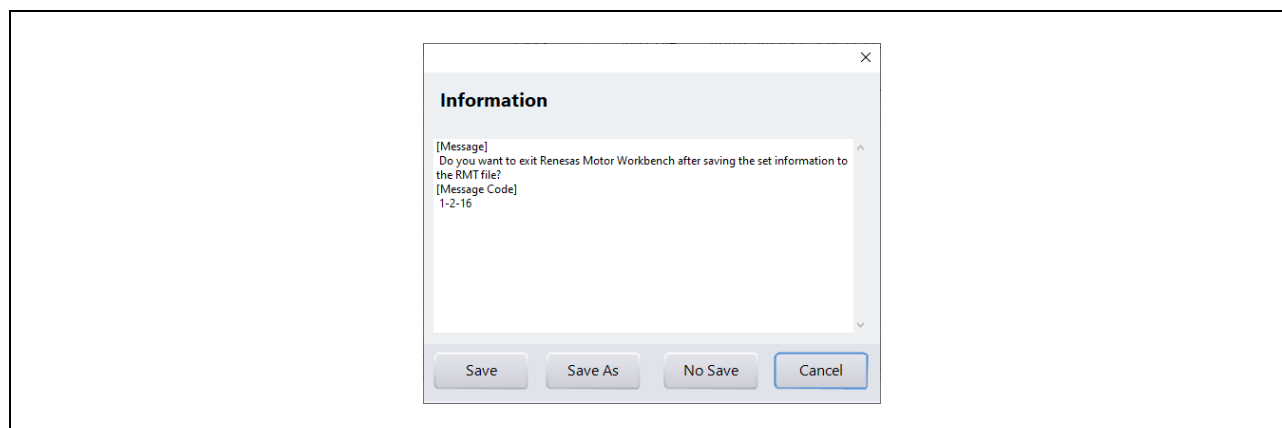 Information
[Message]
Do you want to exit Renesas Motor Workbench after saving the set information to
the RMT file?
[Message Code]
1-2-16
Save Save As No Save Cancel